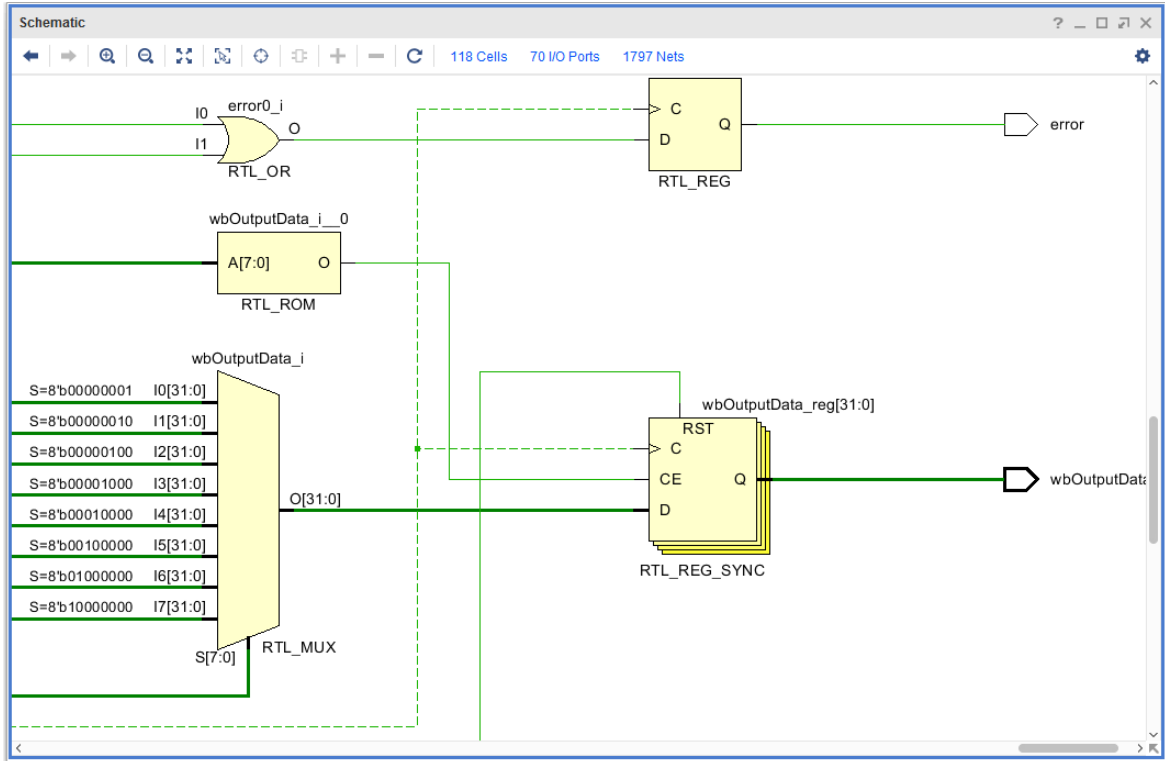 Schematic
118 Cells 70 I/O Ports 1797 Nets
error0_i
I0
O
I1
RTL_OR
C
D
Q
RTL_REG
error
wbOutputData_i__0
A[7:0] O
RTL_ROM
wbOutputData_i
S=8'b00000001 I0[31:0]
S=8'b00000010 I1[31:0]
S=8'b00000100 I2[31:0]
S=8'b00001000 I3[31:0]
S=8'b00010000 I4[31:0]
S=8'b00100000 I5[31:0]
S=8'b01000000 I6[31:0]
S=8'b10000000 I7[31:0]
O[31:0]
S[7:0]
RTL_MUX
wbOutputData_reg[31:0]
RST
C
CE Q
D
RTL_REG_SYNC
wbOutputData